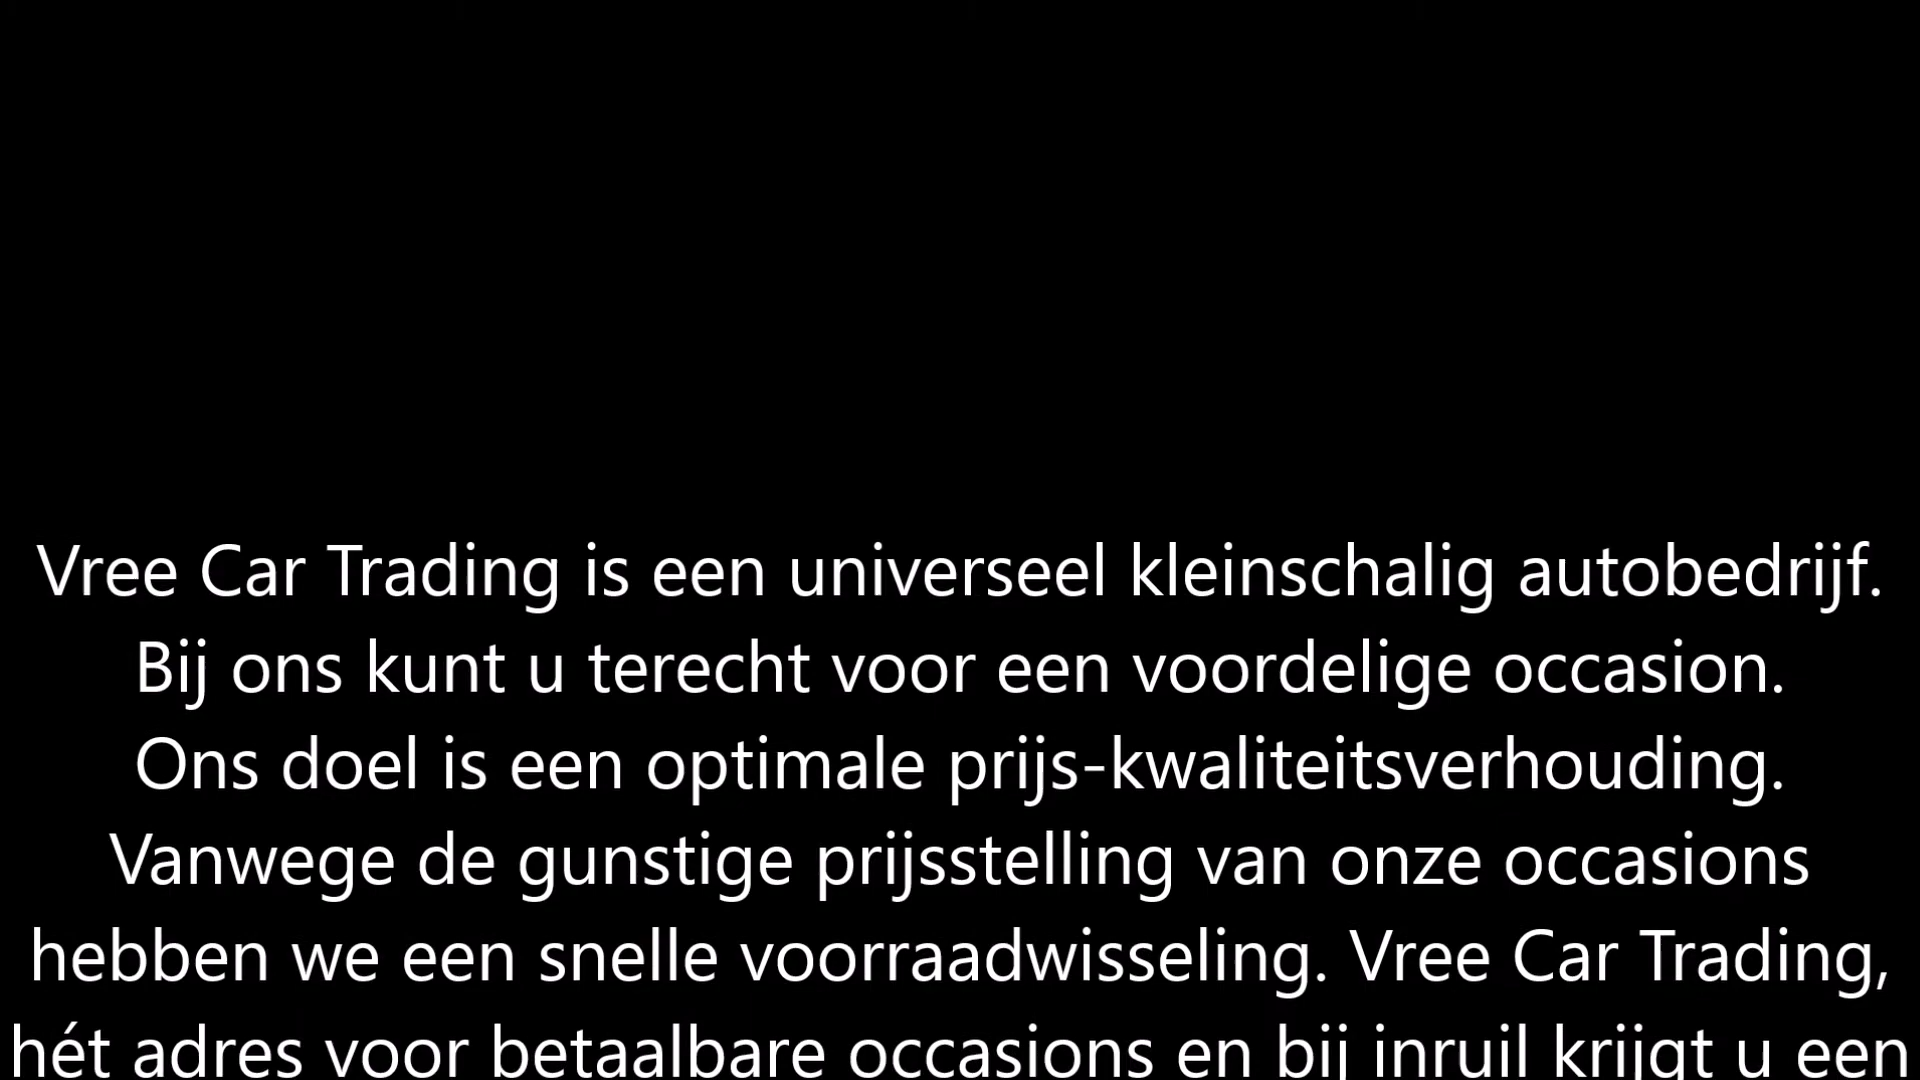 Vree Car Trading is een universeel kleinschalig autobedrijf.
Bij ons kunt u terecht voor een voordelige occasion.
Ons doel is een optimale prijs-kwaliteitsverhouding.
Vanwege de gunstige prijsstelling van onze occasions
hebben we een snelle voorraadwisseling. Vree Car Trading,
hét adres voor betaalbare occasions en bij inruil krijgt u een